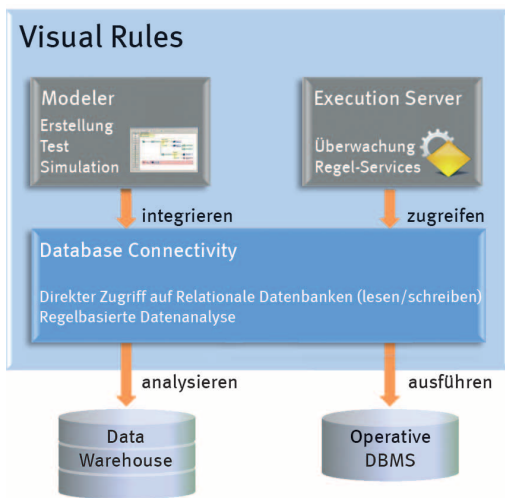 Visual Rules
Modeler
Erstellung
Test
Simulation
Execution Server
Überwachung
Regel-Services
integrieren
zugreifen
Database Connectivity
Direkter Zugriff auf Relationale Datenbanken (lesen/schreiben)
Regelbasierte Datenanalyse
analysieren
ausführen
Data
Warehouse
Operative
DBMS